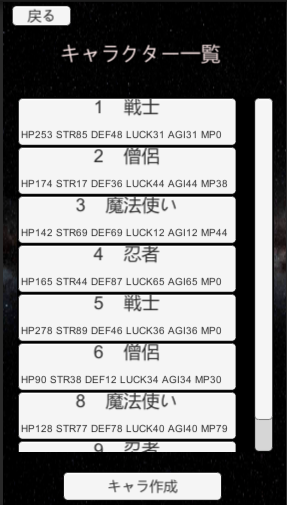 戻る
キャラクター一覧
1 戦士
HP253 STR85 DEF48 LUCK31 AGI31 MP0
2 僧侶
HP174 STR17 DEF36 LUCK44 AGI44 MP38
3 魔法使い
HP142 STR69 DEF69 LUCK12 AGI12 MP44
4 忍者
HP165 STR44 DEF87 LUCK65 AGI65 MP0
5 戦士
HP278 STR89 DEF46 LUCK36 AGI36 MP0
6 僧侶
HP90 STR38 DEF12 LUCK34 AGI34 MP30
8 魔法使い
HP128 STR77 DEF78 LUCK40 AGI40 MP79
9 忍者
キャラ作成